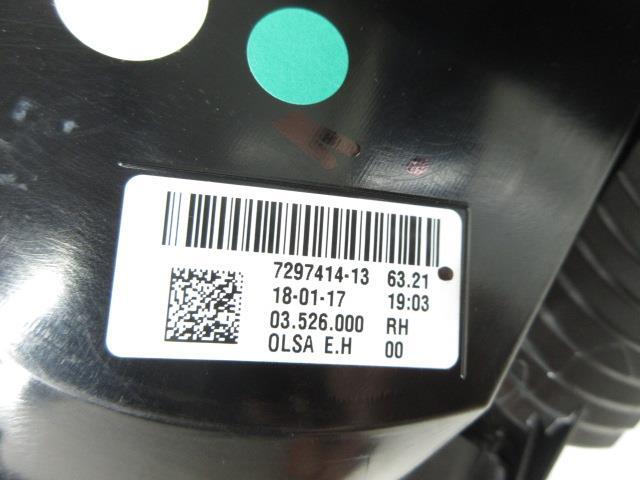 7297414-13 63.21
18-01-17 19:03
03.526.000 RH
OLSA E.H 00